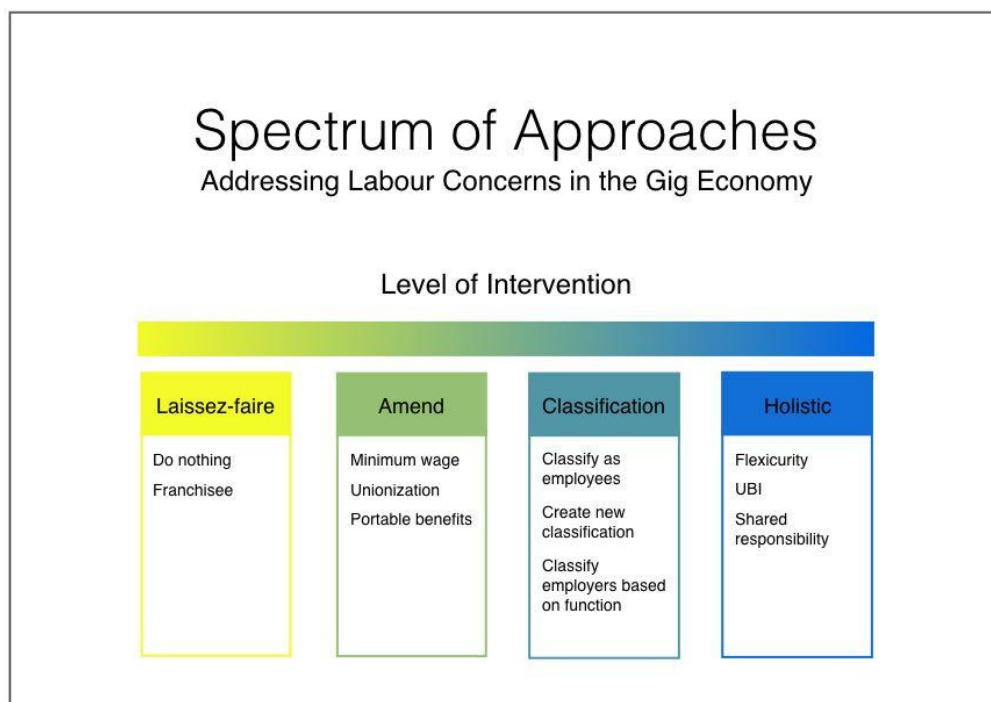 Spectrum of Approaches
Addressing Labour Concerns in the Gig Economy
Level of Intervention
Laissez-faire
Do nothing
Franchisee
Amend
Minimum wage
Unionization
Portable benefits
Classification
Classify as
employees
Create new
classification
Classify
employers based
on function
Holistic
Flexicurity
UBI
Shared
responsibility